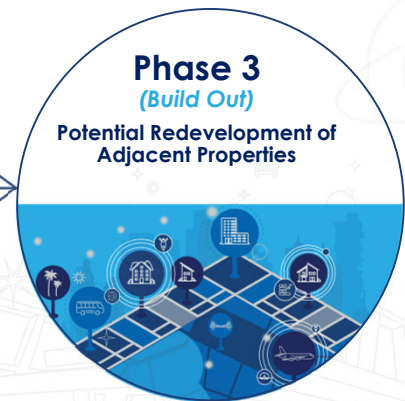 Phase 3
(Build Out)
Potential Redevelopment of
Adjacent Properties